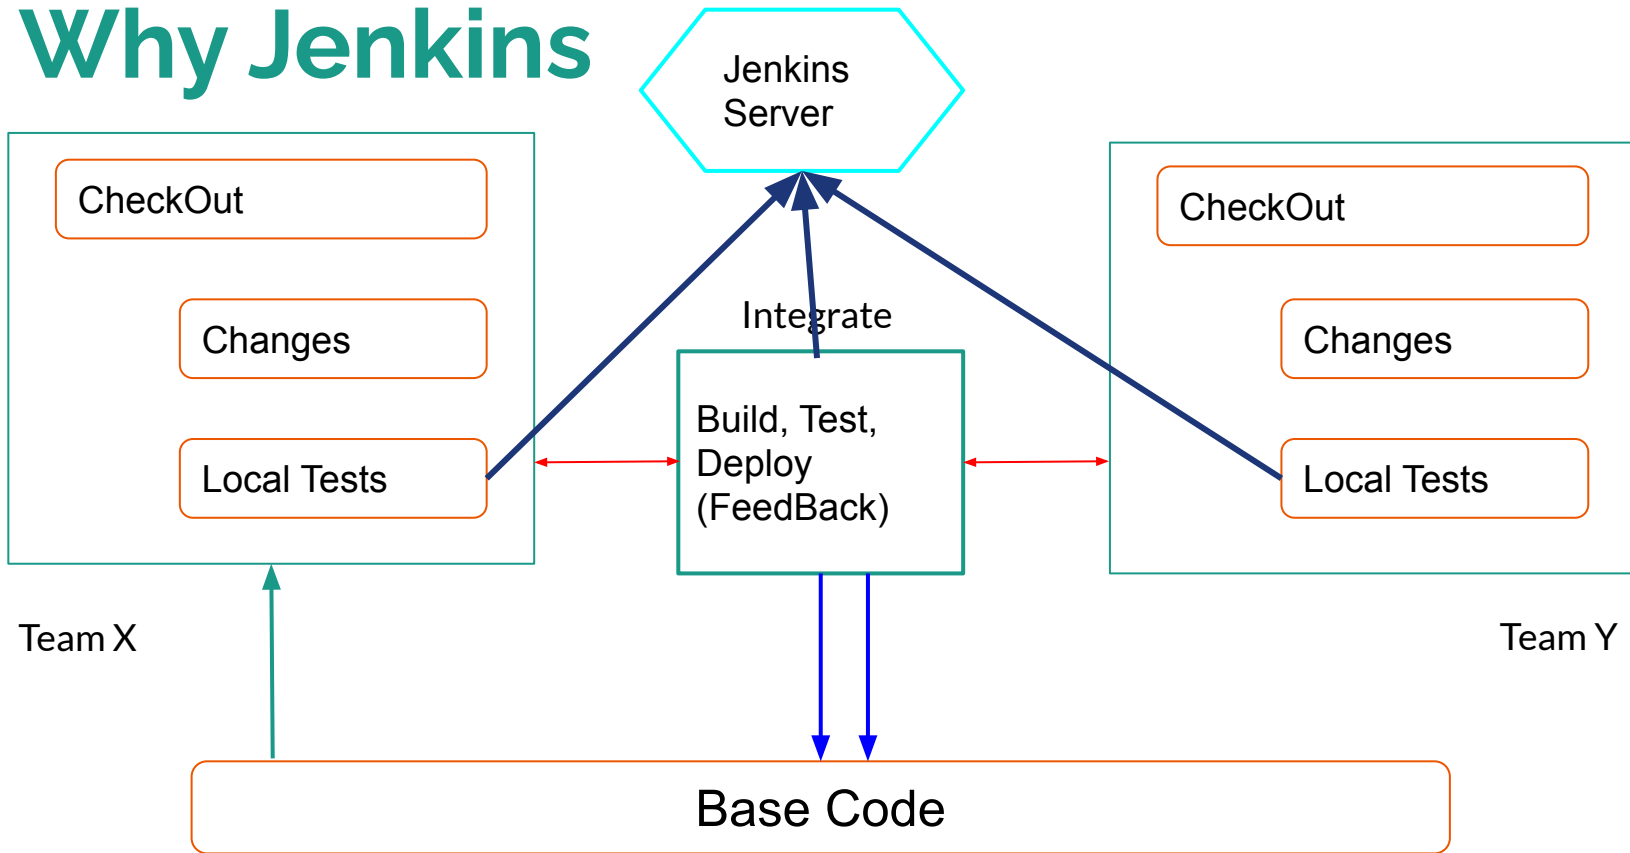 Why Jenkins
Jenkins
Server
CheckOut
Changes
Local Tests
Team X
Integrate
Build, Test,
Deploy
(FeedBack)
CheckOut
Changes
Local Tests
Team Y
Base Code